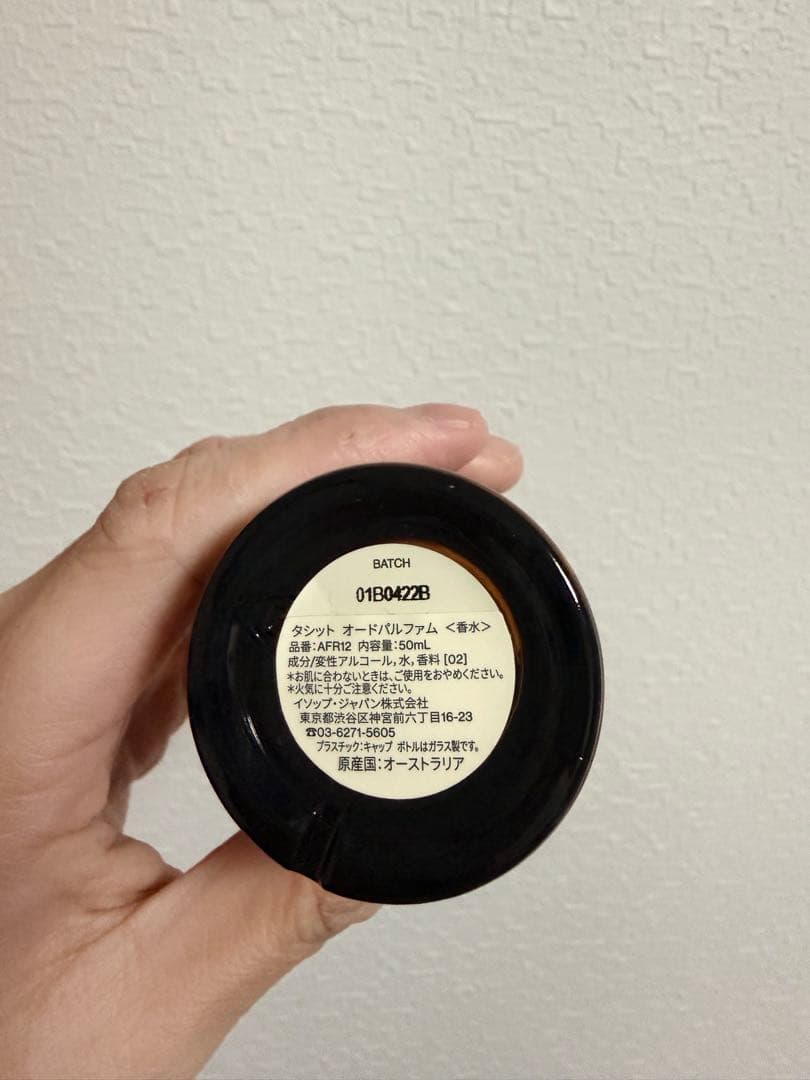 BATCH
01B0422B
タシット オードパルファム <香水>
品番:AFR12 内容量:50mL
成分/変性アルコール,水,香料 [02]
*お肌に合わないときは、ご使用をおやめください。
*火気に十分ご注意ください。
イソップ・ジャパン株式会社
東京都渋谷区神宮前六丁目16-23
☎03-6271-5605
プラスチック:キャップ ボトルはガラス製です。
原産国:オーストラリア